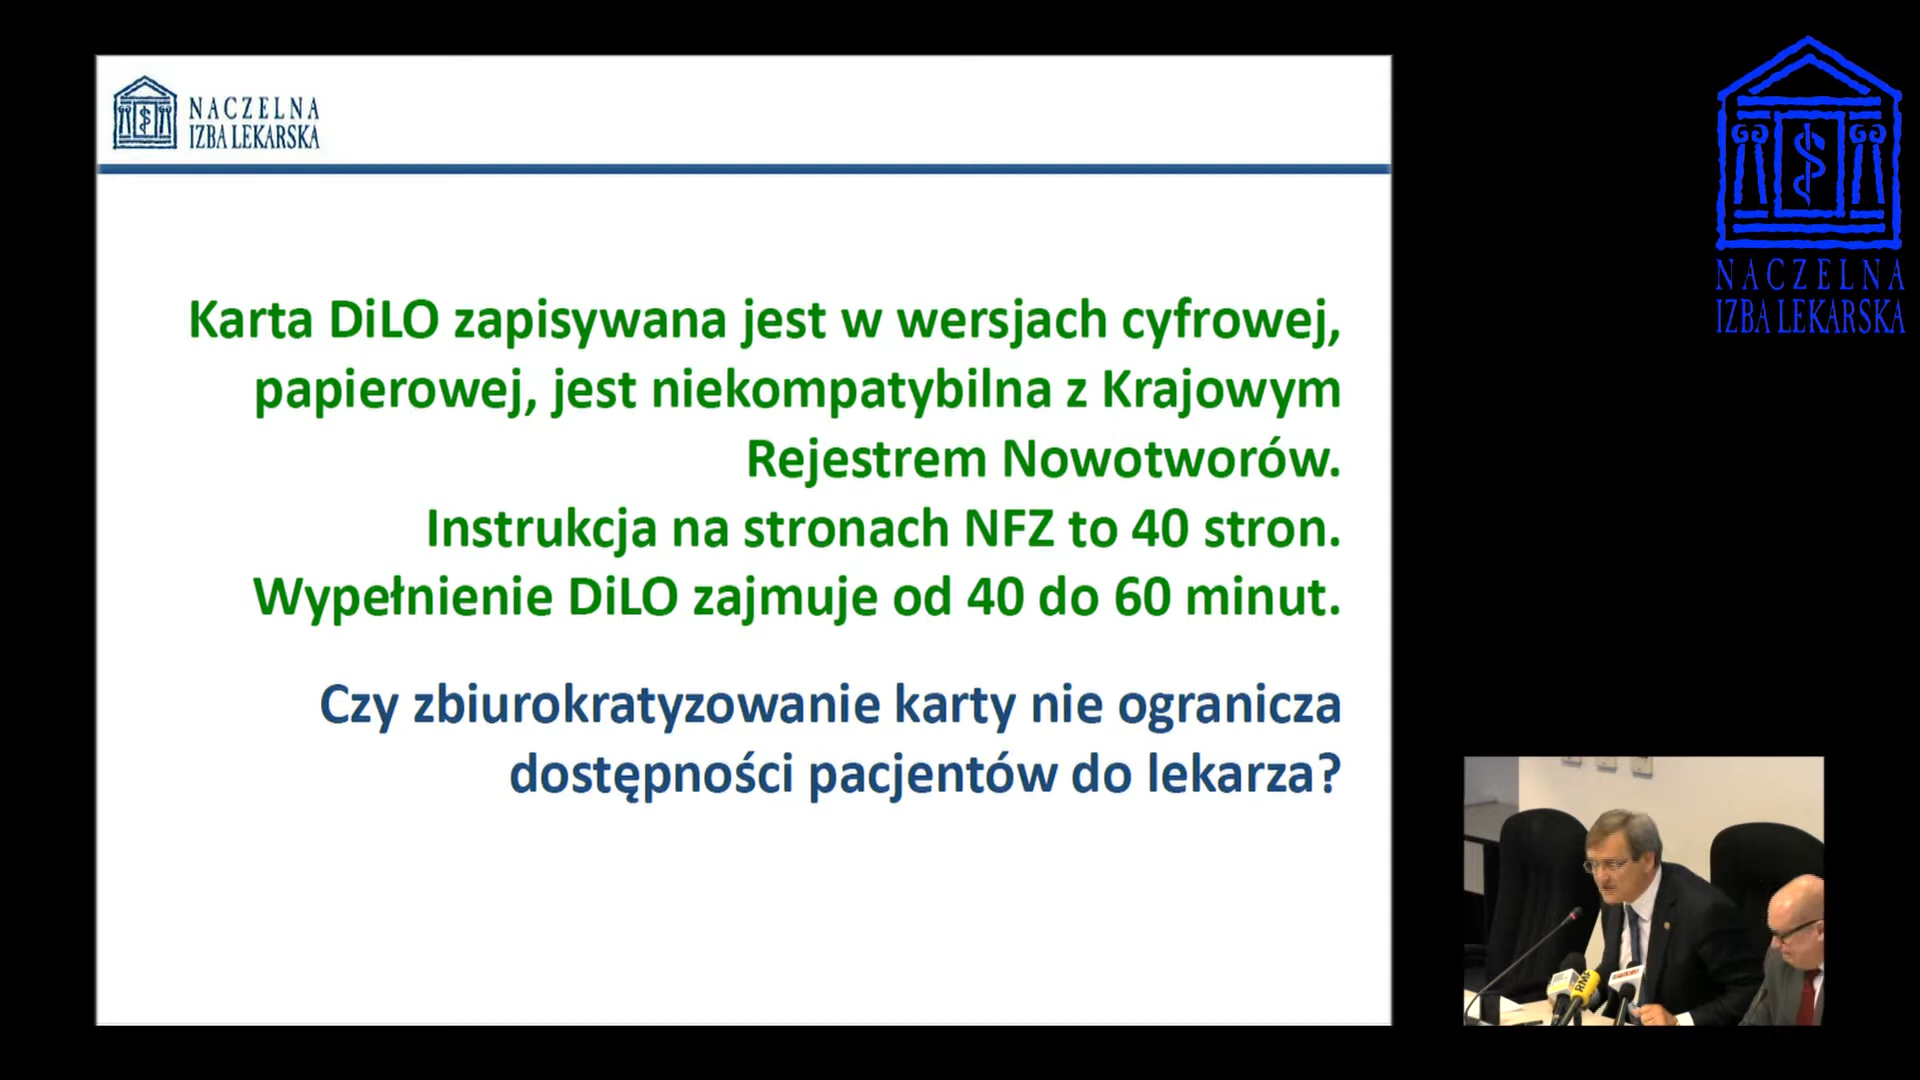 NACZELNA
IZBA LEKARSKA
Karta DiLO zapisywana jest w wersjach cyfrowej,
papierowej, jest niekompatybilna z Krajowym
Rejestrem Nowotworów.
Instrukcja na stronach NFZ to 40 stron.
Wypełnienie DiLO zajmuje od 40 do 60 minut.
Czy zbiurokratyzowanie karty nie ogranicza
dostępności pacjentów do lekarza?
NACZELNA
IZBA LEKARSKA
RMF